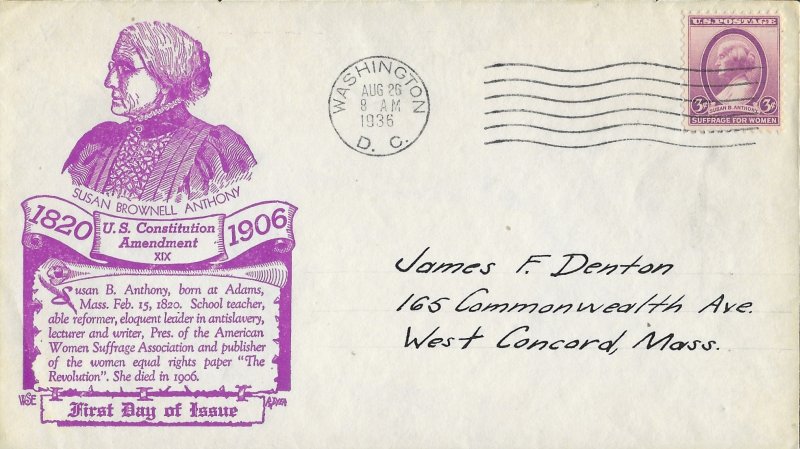 SUSAN BROWNELL ANTHONY
1820 U.S. Constitution 1906
Amendment
XIX
Susan B. Anthony, born at Adams,
Mass. Feb. 15, 1820. School teacher,
able reformer, eloquent leader in antislavery,
lecturer and writer, Pres. of the American
Women Suffrage Association and publisher
of the women equal rights paper "The
Revolution". She died in 1906.
WSE
First Day of Issue
WASHINGTON
AUG 26
9 AM
1936
D. C.
U.S. POSTAGE
3¢ SUSAN B. ANTHONY 3¢
SUFFRAGE FOR WOMEN
James F. Denton
165 Commonwealth Ave.
West Concord, Mass.